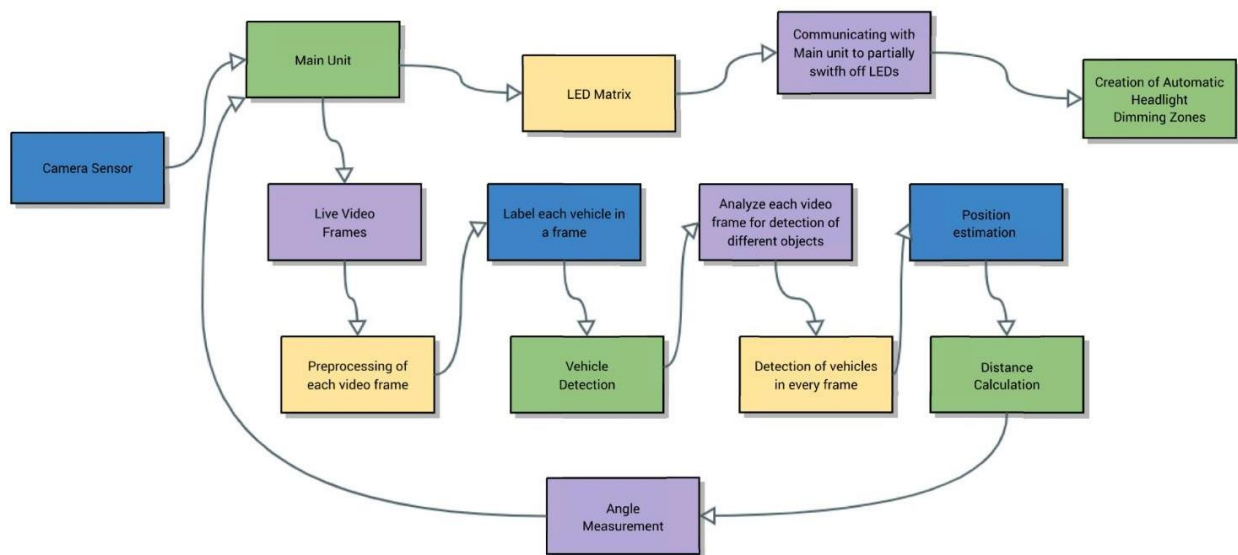 Main Unit
LED Matrix
Communicating with
Main unit to partially
switfh off LEDs
Creation of Automatic
Headlight
Dimming Zones
Camera Sensor
Live Video
Frames
Label each vehicle in
a frame
Analyze each video
frame for detection of
different objects
Position
estimation
Preprocessing of
each video frame
Vehicle
Detection
Detection of vehicles
in every frame
Distance
Calculation
Angle
Measurement